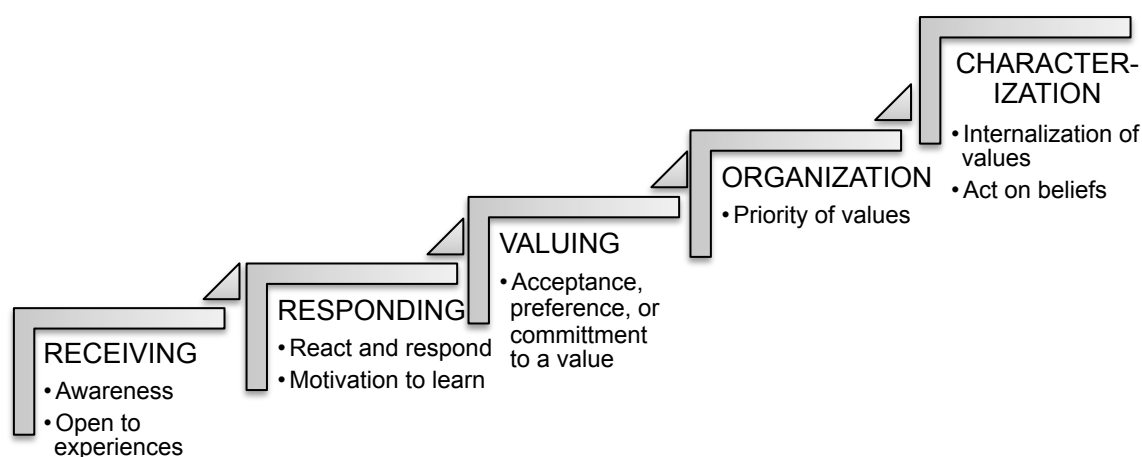 RECEIVING
• Awareness
• Open to
experiences
RESPONDING
• React and respond
• Motivation to learn
VALUING
• Acceptance,
preference, or
committment
to a value
ORGANIZATION
• Priority of values
CHARACTER-
IZATION
• Internalization of
values
• Act on beliefs